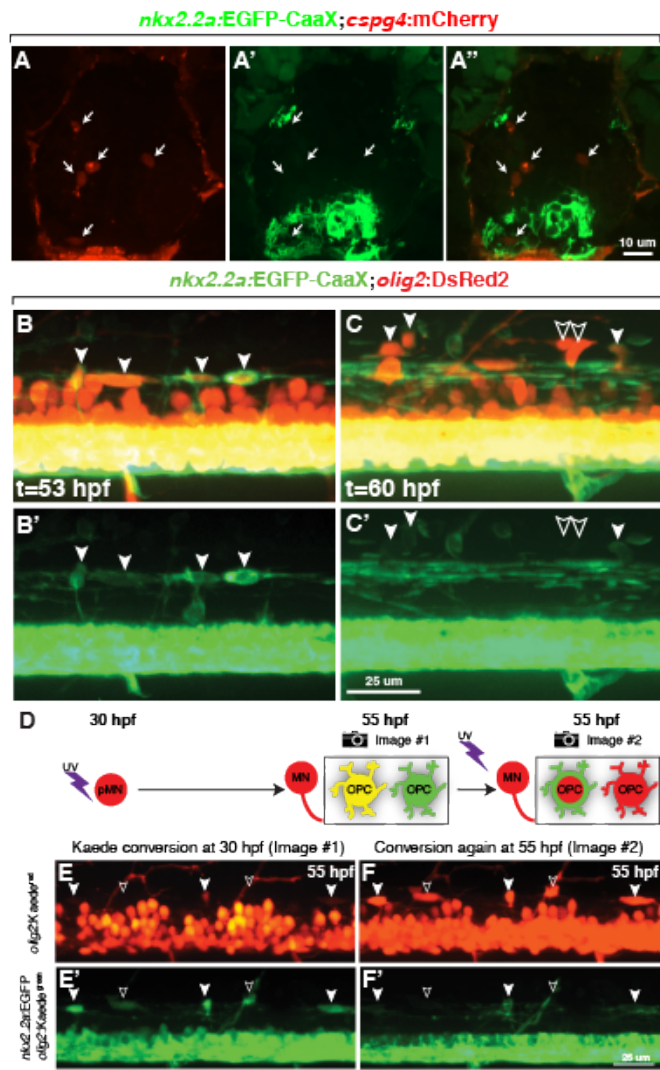 nkx2.2a:EGFP-CaaX;cspg4:mCherry
A
A'
A"
10 um
nkx2.2a:EGFP-CaaX;olig2:DsRed2
B
C
t=53 hpf
t=60 hpf
B'
C'
25 um
D
30 hpf
55 hpf
55 hpf
Image #1
UV
Image #2
UV
pMN
MN
OPC
OPC
MN
OPC
OPC
Kaede conversion at 30 hpf (Image #1)
Conversion again at 55 hpf (Image #2)
E
55 hpf
F
55 hpf
olig2:Kaede red
E'
F'
nkx2.2a:EGFP
olig2:Kaede green
25 um